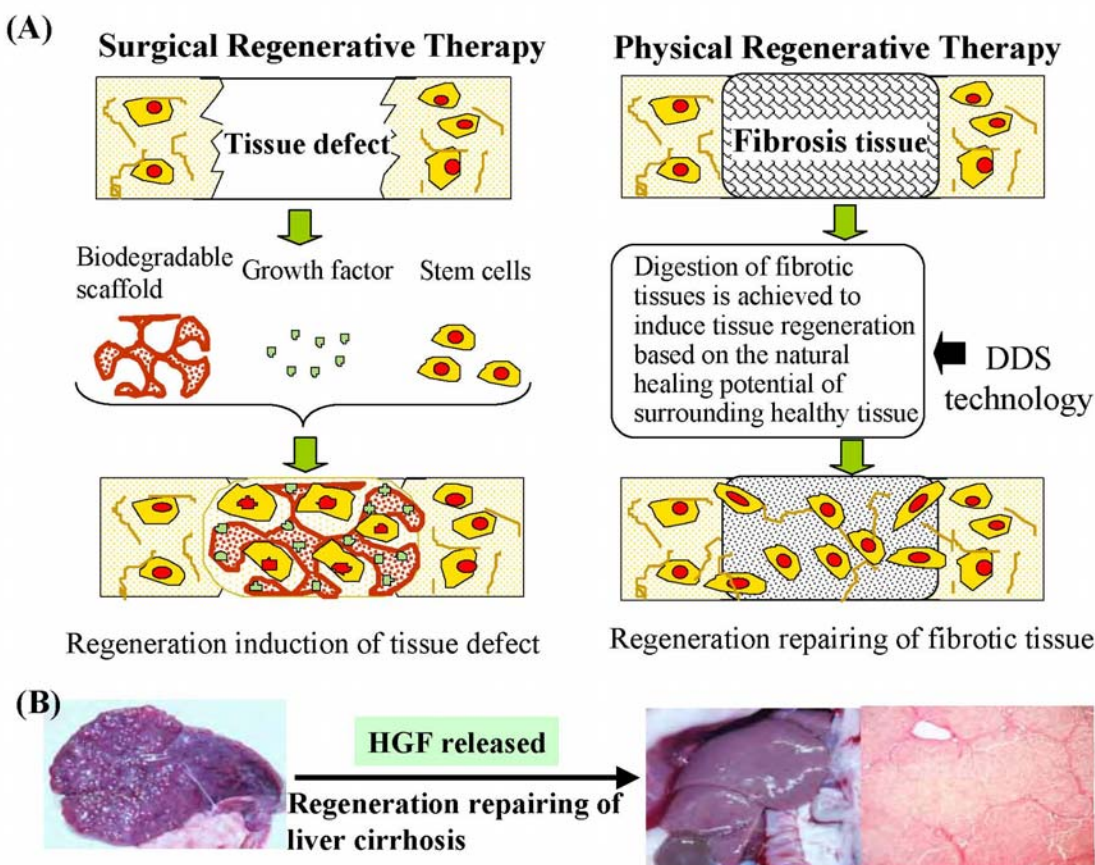 (A)
Surgical Regenerative Therapy
Tissue defect
Biodegradable
scaffold
Growth factor
Stem cells
Regeneration induction of tissue defect
Physical Regenerative Therapy
Fibrosis tissue
Digestion of fibrotic
tissues is achieved to
induce tissue regeneration
based on the natural
healing potential of
surrounding healthy tissue
DDS
technology
Regeneration repairing of fibrotic tissue
(B)
HGF released
Regeneration repairing of
liver cirrhosis